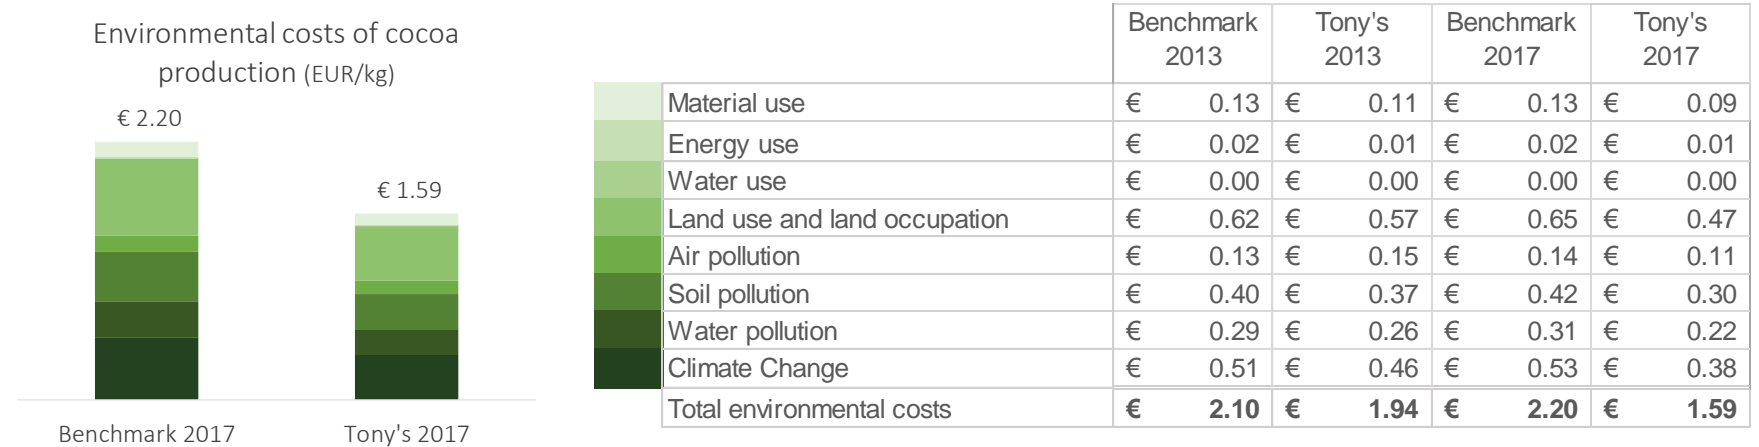 Environmental costs of cocoa
production (EUR/kg)
€ 2.20
€ 1.59
Benchmark 2017 Tony's 2017
Benchmark 2013 Tony's 2013 Benchmark 2017 Tony's 2017
Material use € 0.13 € 0.11 € 0.13 € 0.09
Energy use € 0.02 € 0.01 € 0.02 € 0.01
Water use € 0.00 € 0.00 € 0.00 € 0.00
Land use and land occupation € 0.62 € 0.57 € 0.65 € 0.47
Air pollution € 0.13 € 0.15 € 0.14 € 0.11
Soil pollution € 0.40 € 0.37 € 0.42 € 0.30
Water pollution € 0.29 € 0.26 € 0.31 € 0.22
Climate Change € 0.51 € 0.46 € 0.53 € 0.38
Total environmental costs € 2.10 € 1.94 € 2.20 € 1.59